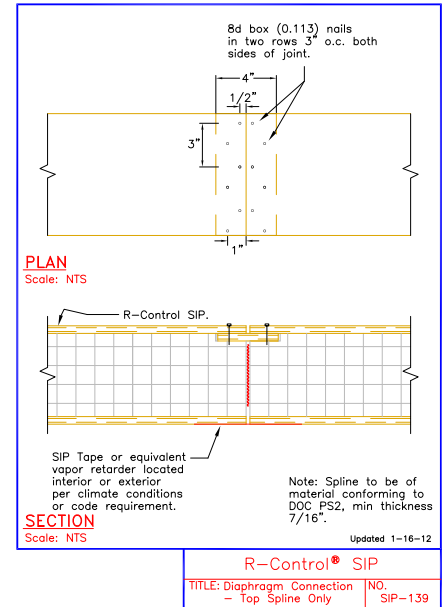 8d box (0.113) nails
in two rows 3" o.c. both
sides of joint.
4"
1/2"
3"
1"
PLAN
Scale: NTS
R-Control SIP.
SIP Tape or equivalent
vapor retarder located
interior or exterior
per climate conditions
or code requirement.
Note: Spline to be of
material conforming to
DOC PS2, min thickness
7/16".
SECTION
Scale: NTS
Updated 1-16-12
R-Control® SIP
TITLE: Diaphragm Connection
- Top Spline Only
NO.
SIP-139